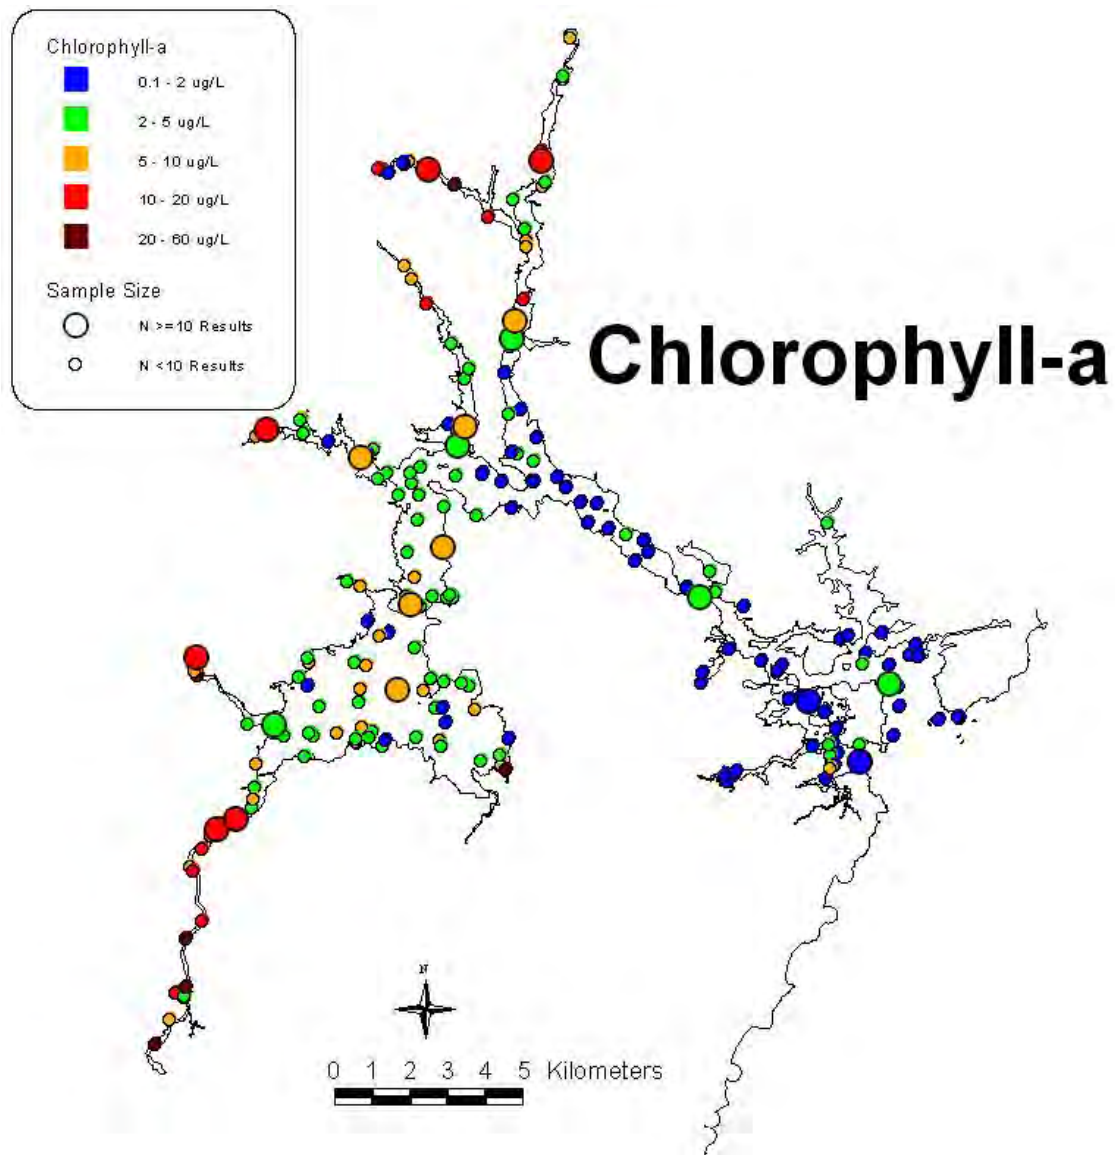 Chlorophyll-a
0.1 - 2 ug/L
2 - 5 ug/L
5 - 10 ug/L
10 - 20 ug/L
20 - 60 ug/L
Sample Size
N >=10 Results
N <10 Results
Chlorophyll-a
N
0 1 2 3 4 5 Kilometers